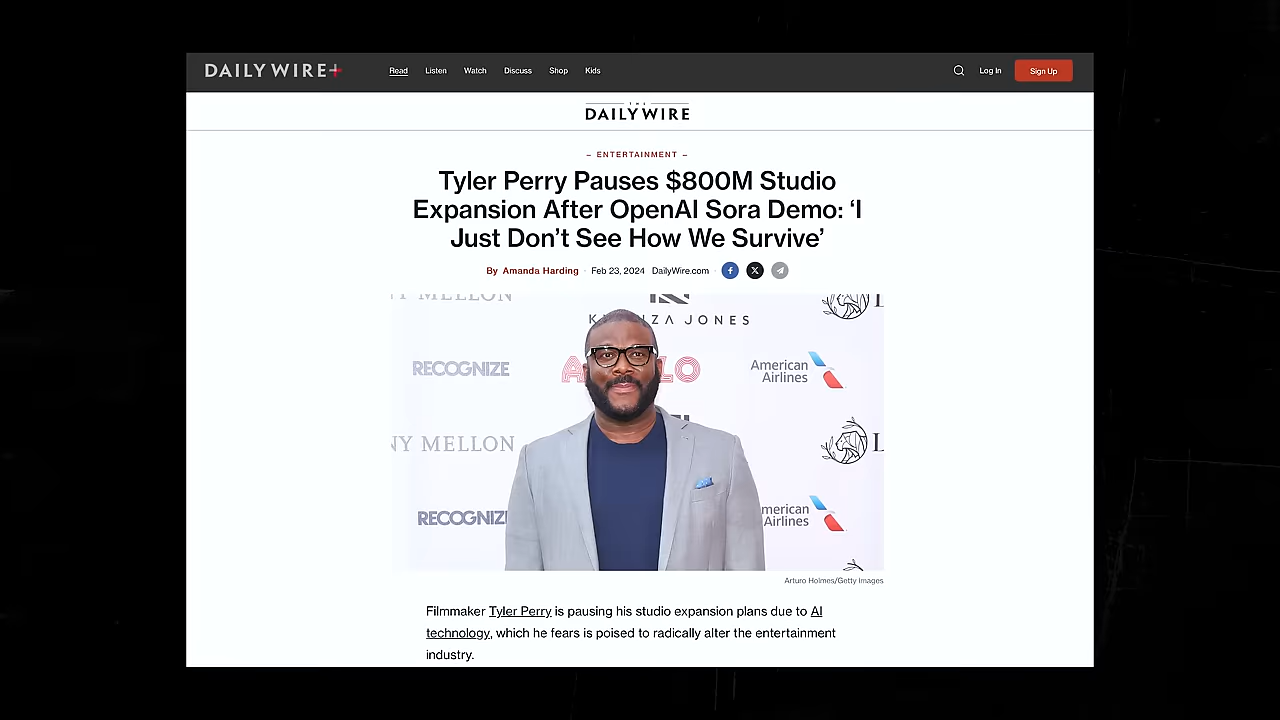 DAILY WIRE+
Read Listen Watch Discuss Shop Kids
Log In Sign Up
THE
DAILY WIRE
– ENTERTAINMENT –
Tyler Perry Pauses $800M Studio
Expansion After OpenAI Sora Demo: ‘I
Just Don’t See How We Survive’
By Amanda Harding · Feb 23, 2024 DailyWire.com ·
NY MELLON
JONES
RECOGNIZE
American
Airlines
NY MELLON
RECOGNIZE
American
Airlines
Arturo Holmes/Getty Images
Filmmaker Tyler Perry is pausing his studio expansion plans due to AI
technology, which he fears is poised to radically alter the entertainment
industry.